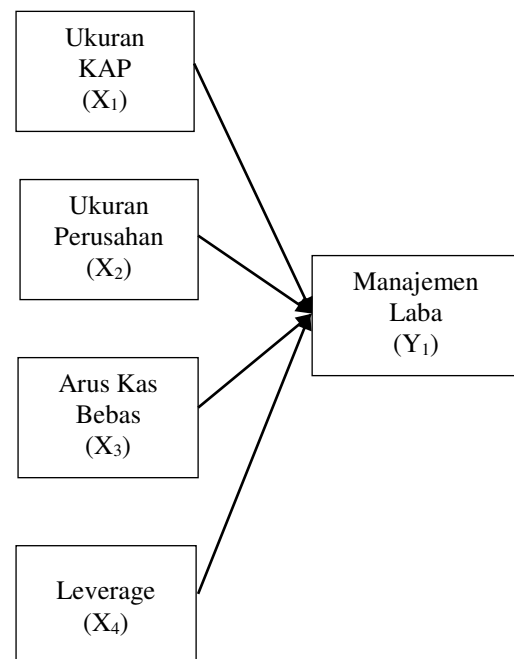 Ukuran
KAP
(X₁)
Ukuran
Perusahan
(X₂)
Manajemen
Laba
(Y₁)
Arus Kas
Bebas
(X₃)
Leverage
(X₄)